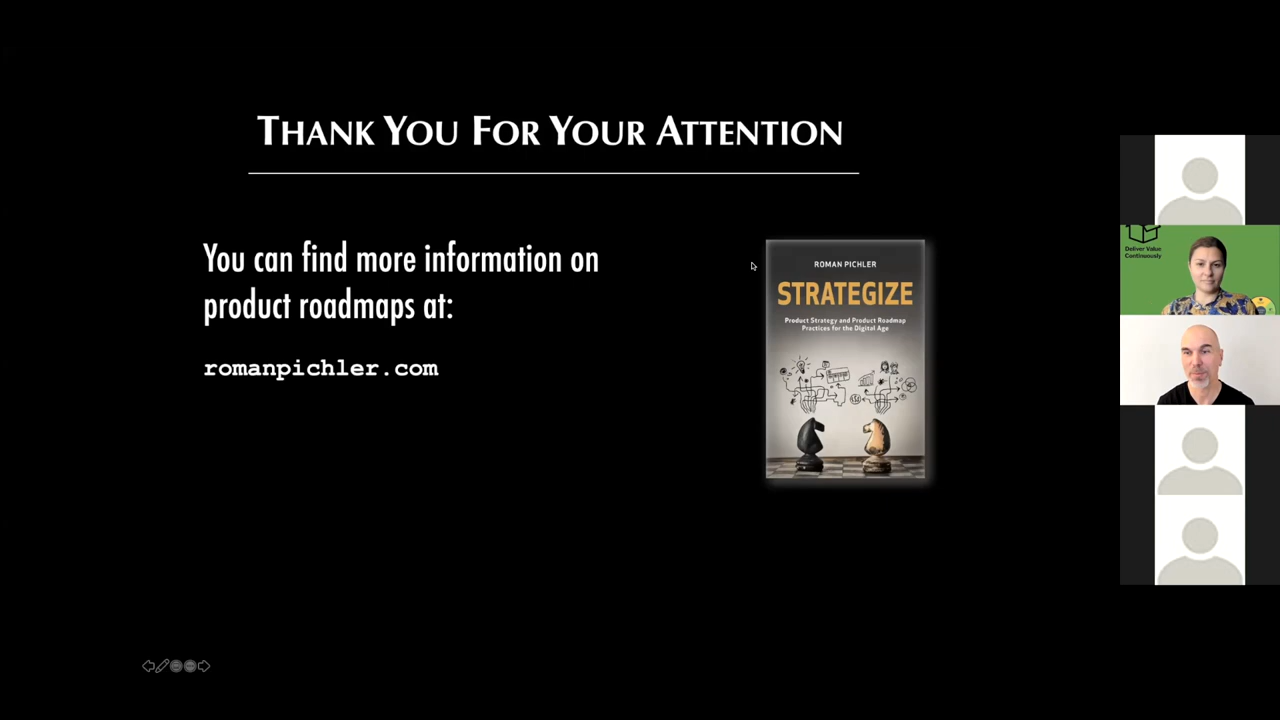 THANK YOU FOR YOUR ATTENTION
You can find more information on
product roadmaps at:
romanpichler.com
ROMAN PICHLER
STRATEGIZE
Product Strategy and Product Roadmap
Practices for the Digital Age
Deliver Value
Continuously